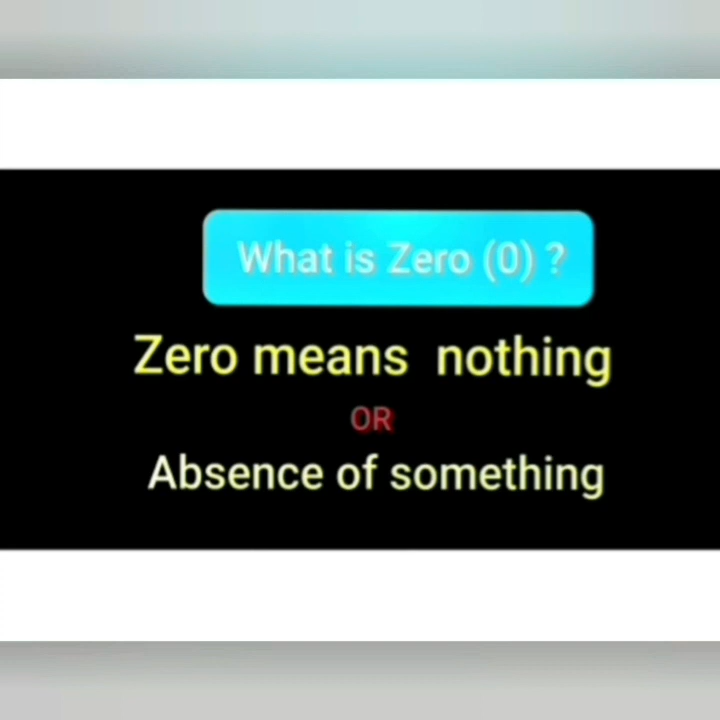 What is Zero (0) ?
Zero means nothing
OR
Absence of something